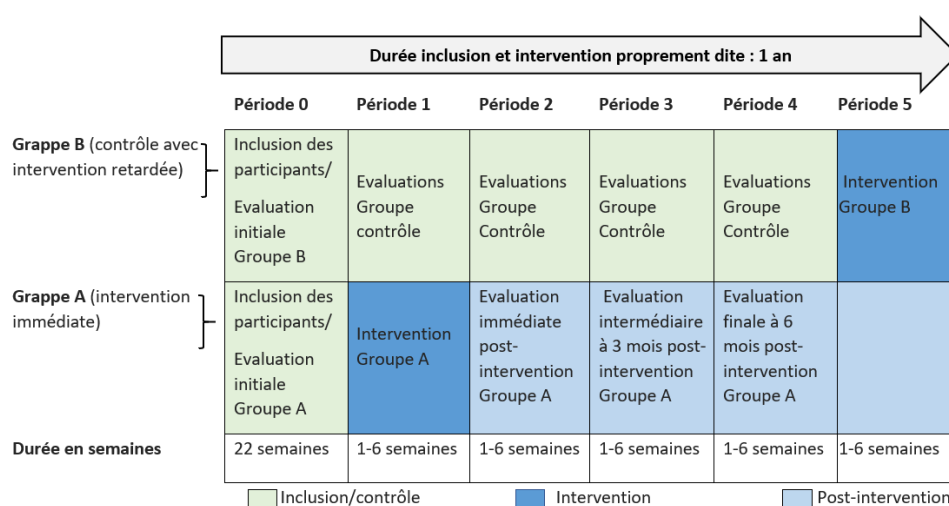 Durée inclusion et intervention proprement dite : 1 an
Période 0
Période 1
Période 2
Période 3
Période 4
Période 5
Grappe B (contrôle avec
intervention retardée)
Inclusion des
participants/
Evaluation
initiale
Groupe B
Evaluations
Groupe
contrôle
Evaluations
Groupe
Contrôle
Evaluations
Groupe
Contrôle
Evaluations
Groupe
Contrôle
Intervention
Groupe B
Grappe A (intervention
immédiate)
Inclusion des
participants/
Evaluation
initiale
Groupe A
Intervention
Groupe A
Evaluation
immédiate
post-
intervention
Groupe A
Evaluation
intermédiaire
à 3 mois post-
intervention
Groupe A
Evaluation
finale à 6
mois post-
intervention
Groupe A
Durée en semaines
22 semaines
1-6 semaines
1-6 semaines
1-6 semaines
1-6 semaines
1-6 semaines
Inclusion/contrôle
Intervention
Post-intervention